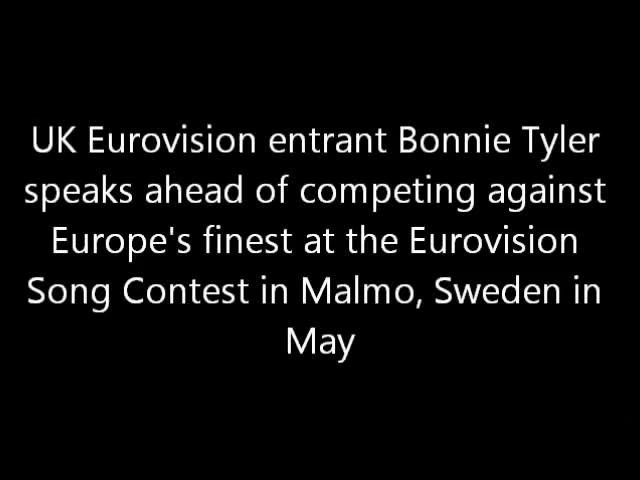 UK Eurovision entrant Bonnie Tyler
speaks ahead of competing against
Europe's finest at the Eurovision
Song Contest in Malmo, Sweden in
May